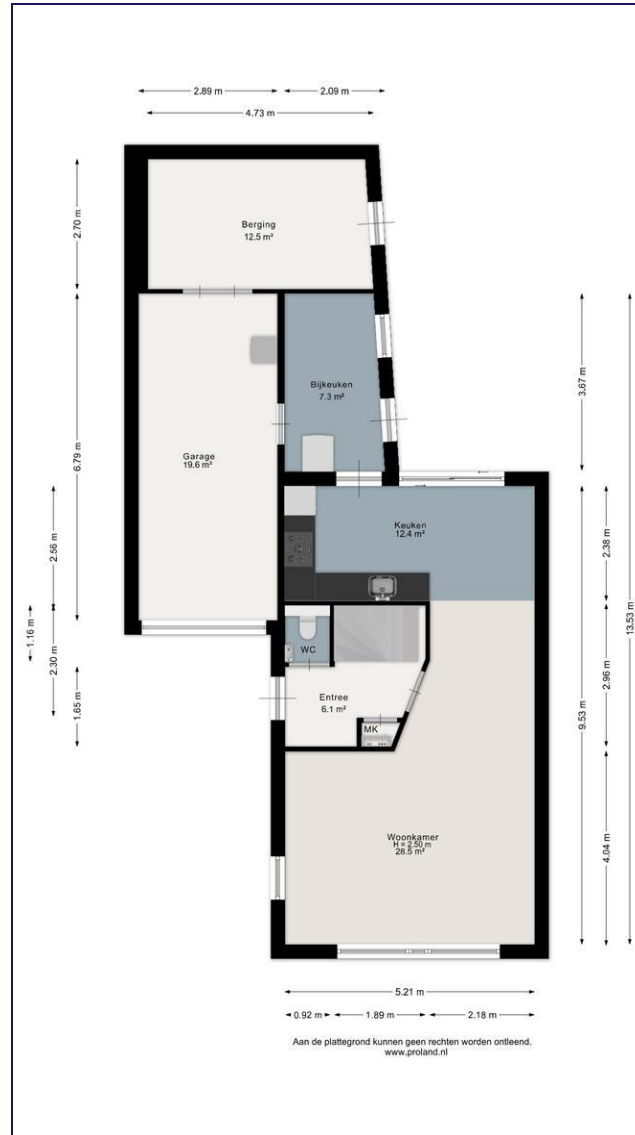 2.89 m
2.09 m
4.73 m
2.70 m
Berging
12.5 m²
6.79 m
3.67 m
Bijkeuken
7.3 m²
Garage
19.6 m²
2.56 m
Keuken
12.4 m²
2.38 m
13.53 m
1.16 m
2.30 m
WC
2.96 m
1.65 m
Entree
6.1 m²
9.53 m
MK
Woonkamer
H = 2.50 m
28.5 m²
4.04 m
5.21 m
0.92 m
1.89 m
2.18 m
Aan de plattegrond kunnen geen rechten worden ontleend.
www.proland.nl